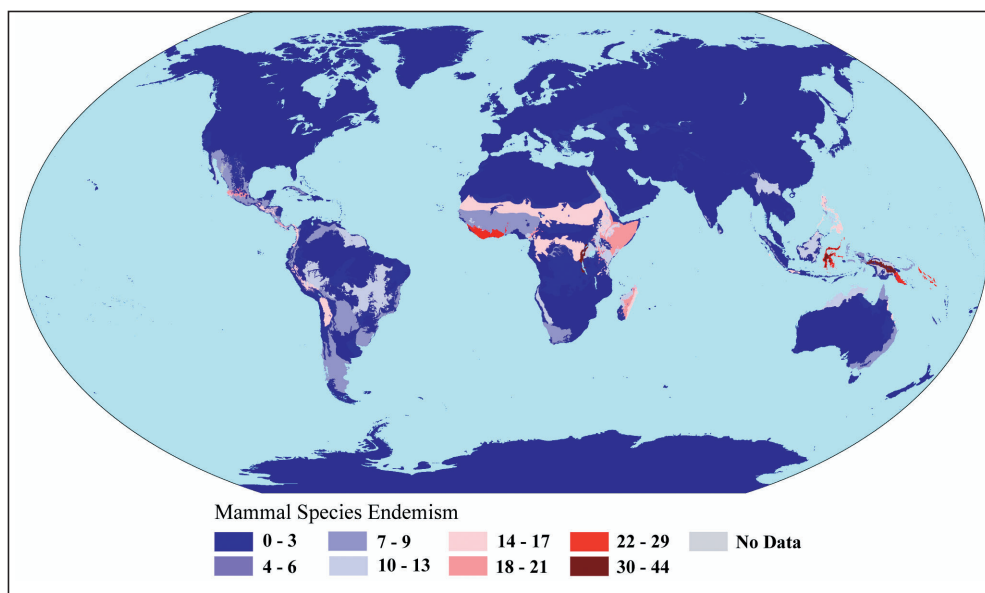 Mammal Species Endemism
0 - 3 7 - 9 14 - 17 22 - 29 No Data
4 - 6 10 - 13 18 - 21 30 - 44